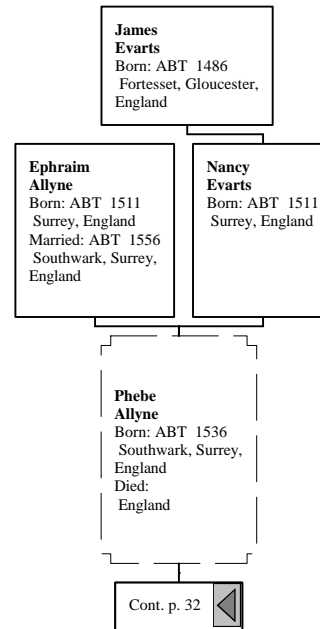 James
Evarts
Born: ABT 1486
Fortesset, Gloucester,
England
Ephraim
Allyne
Born: ABT 1511
Surrey, England
Married: ABT 1556
Southwark, Surrey,
England
Nancy
Evarts
Born: ABT 1511
Surrey, England
Phebe
Allyne
Born: ABT 1536
Southwark, Surrey,
England
Died:
England
Cont. p. 32